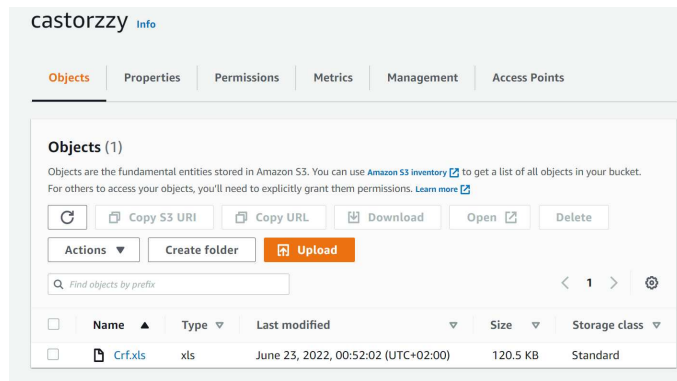 castorzzy Info
Objects Properties Permissions Metrics Management Access Points
Objects (1)
Objects are the fundamental entities stored in Amazon S3. You can use Amazon S3 inventory to get a list of all objects in your bucket.
For others to access your objects, you'll need to explicitly grant them permissions. Learn more
Copy S3 URI Copy URL Download Open Delete
Actions Create folder Upload
Find objects by prefix 1
Name Type Last modified Size Storage class
Crf.xls xls June 23, 2022, 00:52:02 (UTC+02:00) 120.5 KB Standard